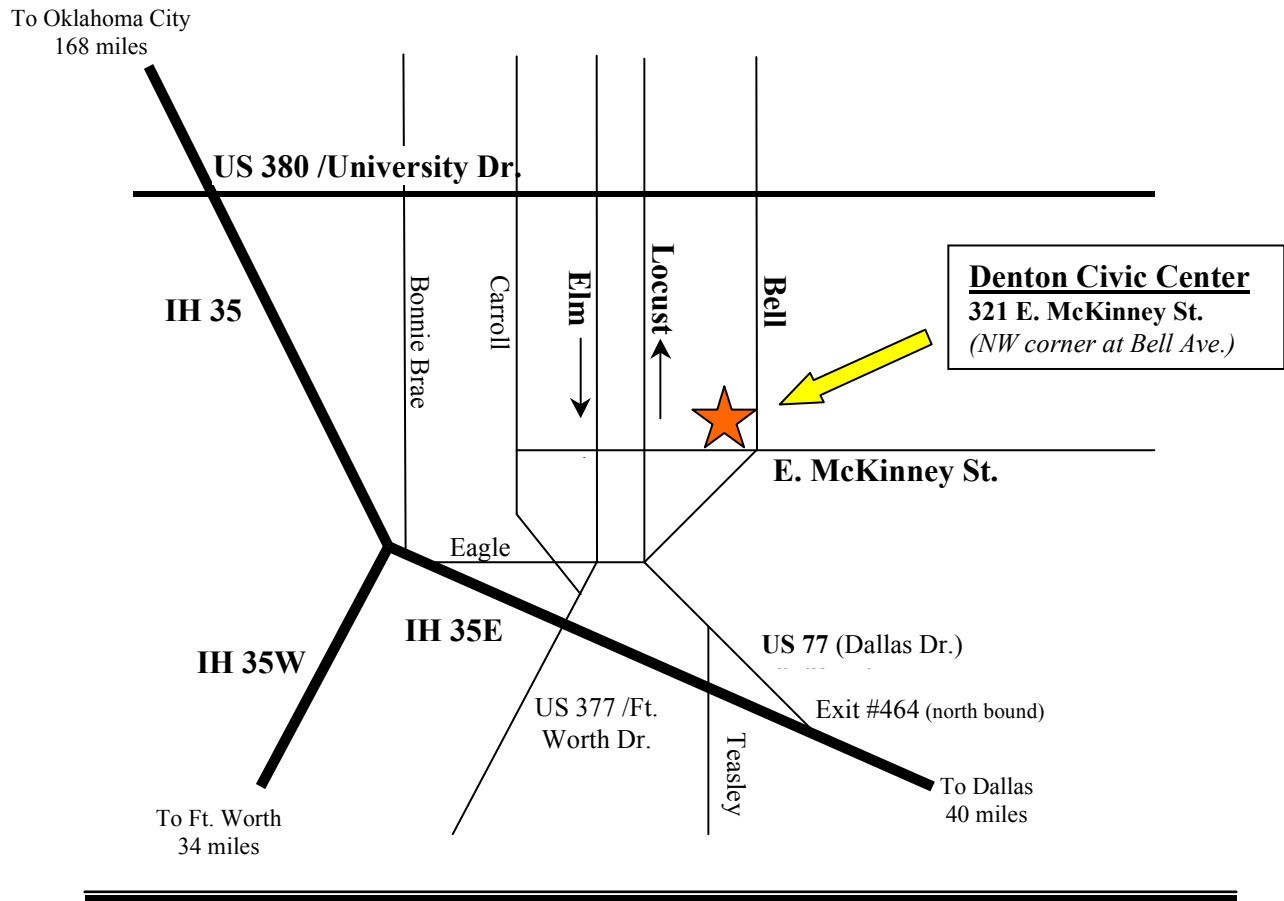 To Oklahoma City
168 miles
US 380 /University Dr.
IH 35
Bonnie Brae
Carroll
Elm
Locust
Bell
Denton Civic Center
321 E. McKinney St.
(NW corner at Bell Ave.)
E. McKinney St.
Eagle
IH 35E
IH 35W
US 77 (Dallas Dr.)
US 377 /Ft.
Worth Dr.
Exit #464 (north bound)
Teasley
To Dallas
40 miles
To Ft. Worth
34 miles